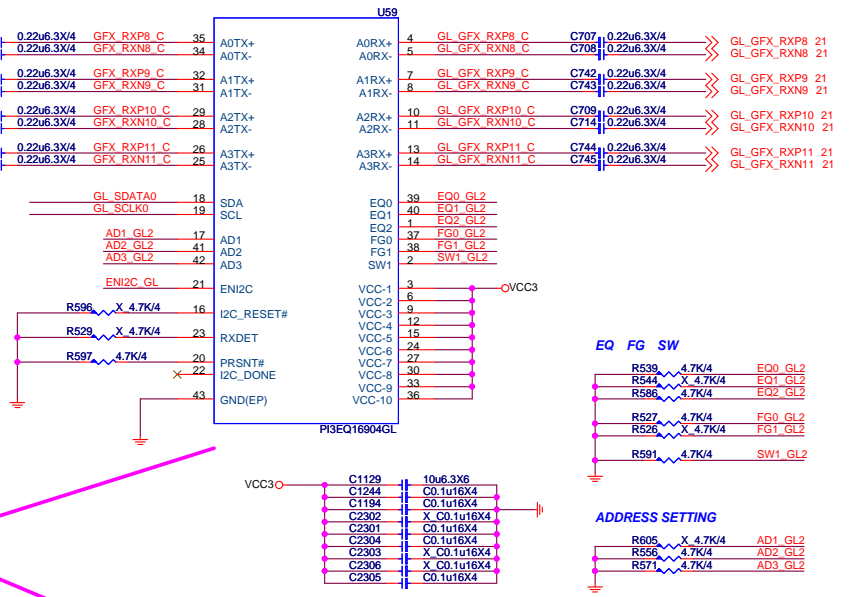 U59
0.22u6.3X/4 GFX_RXP8_C 35 A0TX+ A0RX+ 4 GL_GFX_RXP8_C C707 0.22u6.3X/4 GL_GFX_RXP8 21
0.22u6.3X/4 GFX_RXN8_C 34 A0TX- A0RX- 5 GL_GFX_RXN8_C C708 0.22u6.3X/4 GL_GFX_RXN8 21
0.22u6.3X/4 GFX_RXP9_C 32 A1TX+ A1RX+ 7 GL_GFX_RXP9_C C742 0.22u6.3X/4 GL_GFX_RXP9 21
0.22u6.3X/4 GFX_RXN9_C 31 A1TX- A1RX- 8 GL_GFX_RXN9_C C743 0.22u6.3X/4 GL_GFX_RXN9 21
0.22u6.3X/4 GFX_RXP10_C 29 A2TX+ A2RX+ 10 GL_GFX_RXP10_C C709 0.22u6.3X/4 GL_GFX_RXP10 21
0.22u6.3X/4 GFX_RXN10_C 28 A2TX- A2RX- 11 GL_GFX_RXN10_C C714 0.22u6.3X/4 GL_GFX_RXN10 21
0.22u6.3X/4 GFX_RXP11_C 26 A3TX+ A3RX+ 13 GL_GFX_RXP11_C C744 0.22u6.3X/4 GL_GFX_RXP11 21
0.22u6.3X/4 GFX_RXN11_C 25 A3TX- A3RX- 14 GL_GFX_RXN11_C C745 0.22u6.3X/4 GL_GFX_RXN11 21
GL_SDATA0 18 SDA EQ0 39 EQ0_GL2
GL_SCLK0 19 SCL EQ1 40 EQ1_GL2
EQ2 1 EQ2_GL2
AD1_GL2 17 AD1 FG0 37 FG0_GL2
AD2_GL2 41 AD2 FG1 38 FG1_GL2
AD3_GL2 42 AD3 SW1 2 SW1_GL2
ENI2C_GL 21 ENI2C VCC-1 3 VCC3
VCC-2 6
R596 X_4.7K/4 16 I2C_RESET# VCC-3 9
VCC-4 12
R529 X_4.7K/4 23 RXDET VCC-5 15
VCC-6 24
R597 4.7K/4 20 PRSNT# VCC-7 27
22 I2C_DONE VCC-8 30
VCC-9 33
43 GND(EP) VCC-10 36
PI3EQ16904GL
EQ FG SW
R539 4.7K/4 EQ0_GL2
R544 X_4.7K/4 EQ1_GL2
R586 4.7K/4 EQ2_GL2
R527 4.7K/4 FG0_GL2
R526 X_4.7K/4 FG1_GL2
R591 4.7K/4 SW1_GL2
VCC3
C1129 10u6.3X6
C1244 C0.1u16X4
C1194 C0.1u16X4
C2302 X_C0.1u16X4
C2301 C0.1u16X4
C2304 C0.1u16X4
C2303 X_C0.1u16X4
C2306 X_C0.1u16X4
C2305 C0.1u16X4
ADDRESS SETTING
R605 X_4.7K/4 AD1_GL2
R556 4.7K/4 AD2_GL2
R571 4.7K/4 AD3_GL2